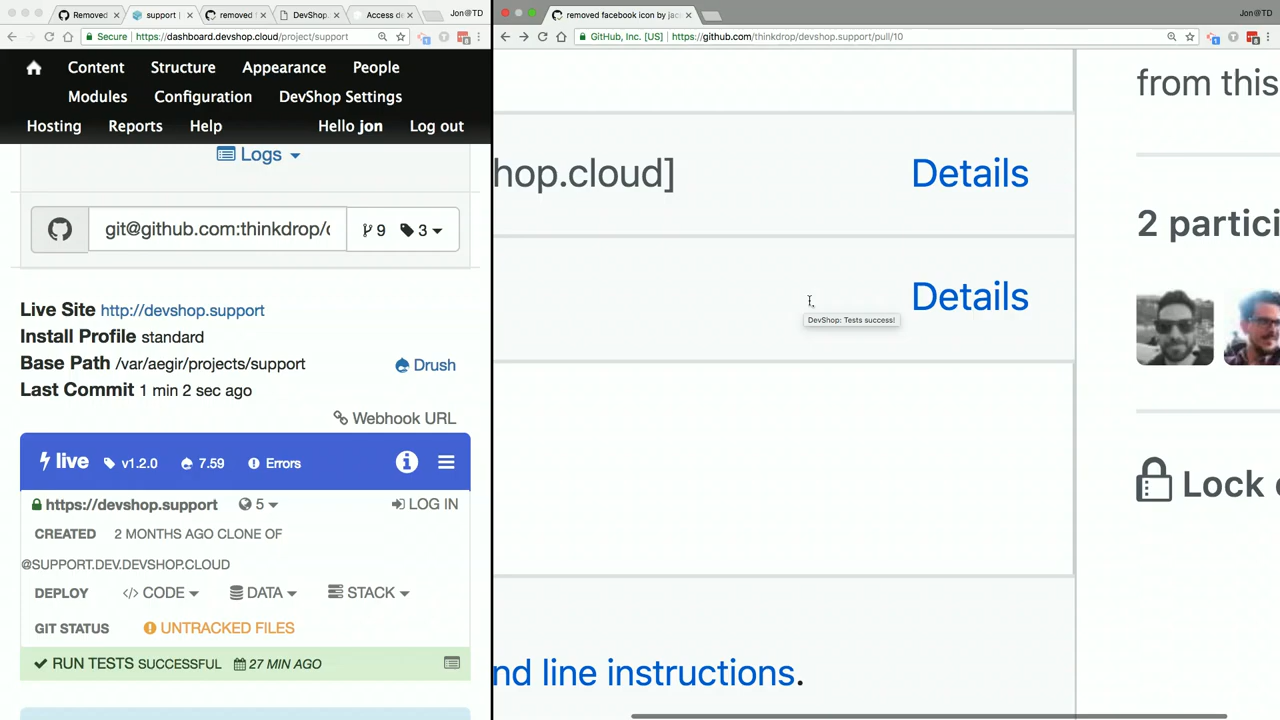 Removed
support |
removed f
DevShop.
Access de
Jon@TD
Secure | https://dashboard.devshop.cloud/project/support
Content
Structure
Appearance
People
Modules
Configuration
DevShop Settings
Hosting
Reports
Help
Hello jon
Log out
Logs
git@github.com:thinkdrop/
9
3
Live Site http://devshop.support
Install Profile standard
Base Path /var/aegir/projects/support
Drush
Last Commit 1 min 2 sec ago
Webhook URL
live
v1.2.0
7.59
Errors
https://devshop.support
5
LOG IN
CREATED 2 MONTHS AGO CLONE OF
@SUPPORT.DEV.DEVSHOP.CLOUD
DEPLOY
CODE
DATA
STACK
GIT STATUS
UNTRACKED FILES
RUN TESTS SUCCESSFUL
27 MIN AGO
removed facebook icon by jac
Jon@TD
GitHub, Inc. [US] | https://github.com/thinkdrop/devshop.support/pull/10
from this
hop.cloud]
Details
2 partici
Details
DevShop: Tests success!
Lock
nd line instructions.